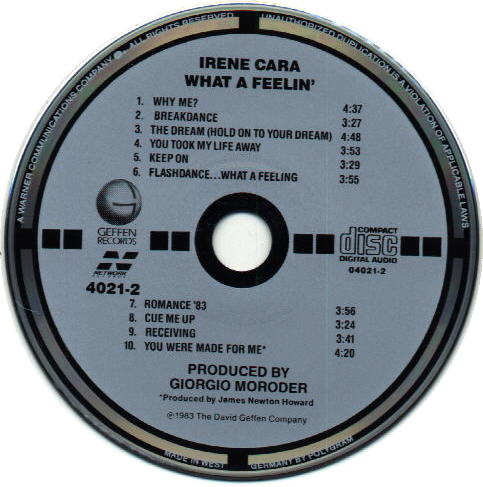 A WARNER COMMUNICATIONS COMPANY ALL RIGHTS RESERVED
UNAUTHORIZED DUPLICATION IS A VIOLATION OF APPLICABLE LAWS
IRENE CARA
WHAT A FEELIN'
1. WHY ME? 4:37
2. BREAKDANCE 3:27
3. THE DREAM (HOLD ON TO YOUR DREAM) 4:48
4. YOU TOOK MY LIFE AWAY 3:53
5. KEEP ON 3:29
6. FLASHDANCE...WHAT A FEELING 3:55
G
GEFFEN
RECORDS
N
NETWORK
4021-2
COMPACT
disc
DIGITAL AUDIO
04021-2
7. ROMANCE '83 3:56
8. CUE ME UP 3:24
9. RECEIVING 3:41
10. YOU WERE MADE FOR ME* 4:20
PRODUCED BY
GIORGIO MORODER
*Produced by James Newton Howard
℗1983 The David Geffen Company
MADE IN WEST GERMANY BY POLYGRAM